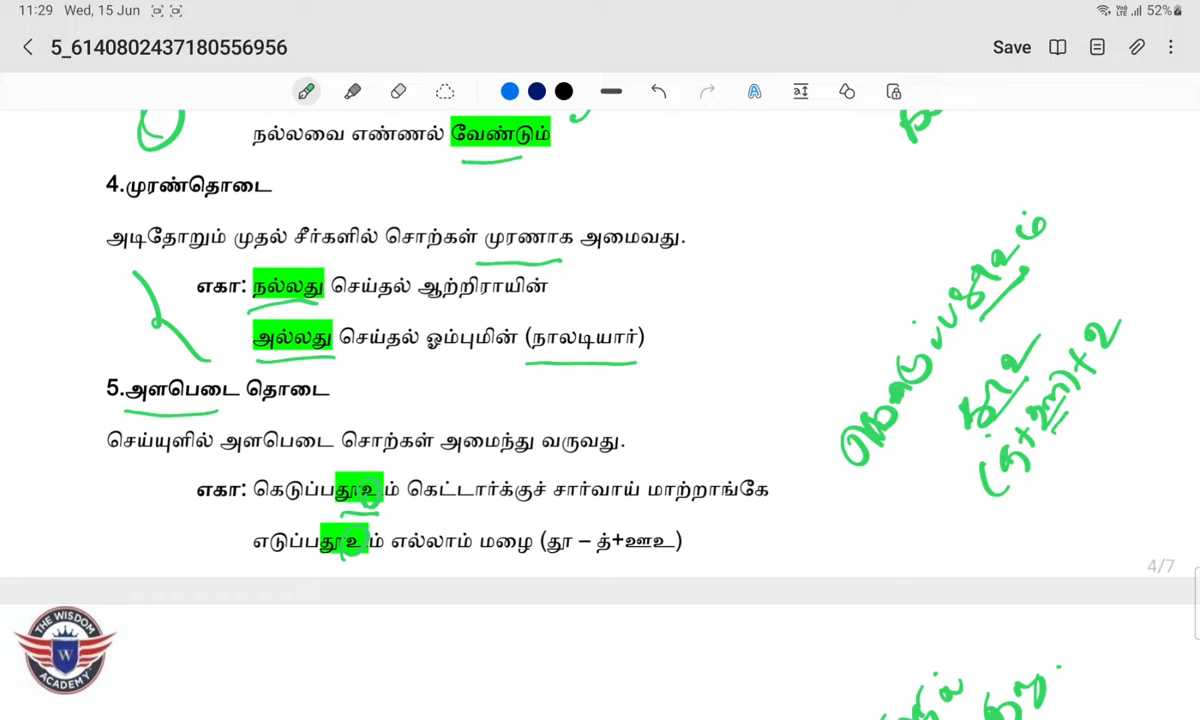 11:29 Wed, 15 Jun
52%
5_6140802437180556956
Save
நல்லவை எண்ணல் வேண்டும்
4.முரண்தொடை
அடிதோறும் முதல் சீர்களில் சொற்கள் முரணாக அமைவது.
எகா: நல்லது செய்தல் ஆற்றிராயின்
அல்லது செய்தல் ஓம்புமின் (நாலடியார்)
5.அளபெடை தொடை
செய்யுளில் அளபெடை சொற்கள் அமைந்து வருவது.
எகா: கெடுப்பதூஉம் கெட்டார்க்குச் சார்வாய் மாற்றாங்கே
எடுப்பதூஉம் எல்லாம் மழை (தூ – த்+ஊஉ)
4/7
தூஉ
(த்+ஊ)+உ
THE WISDOM
W
ACADEMY